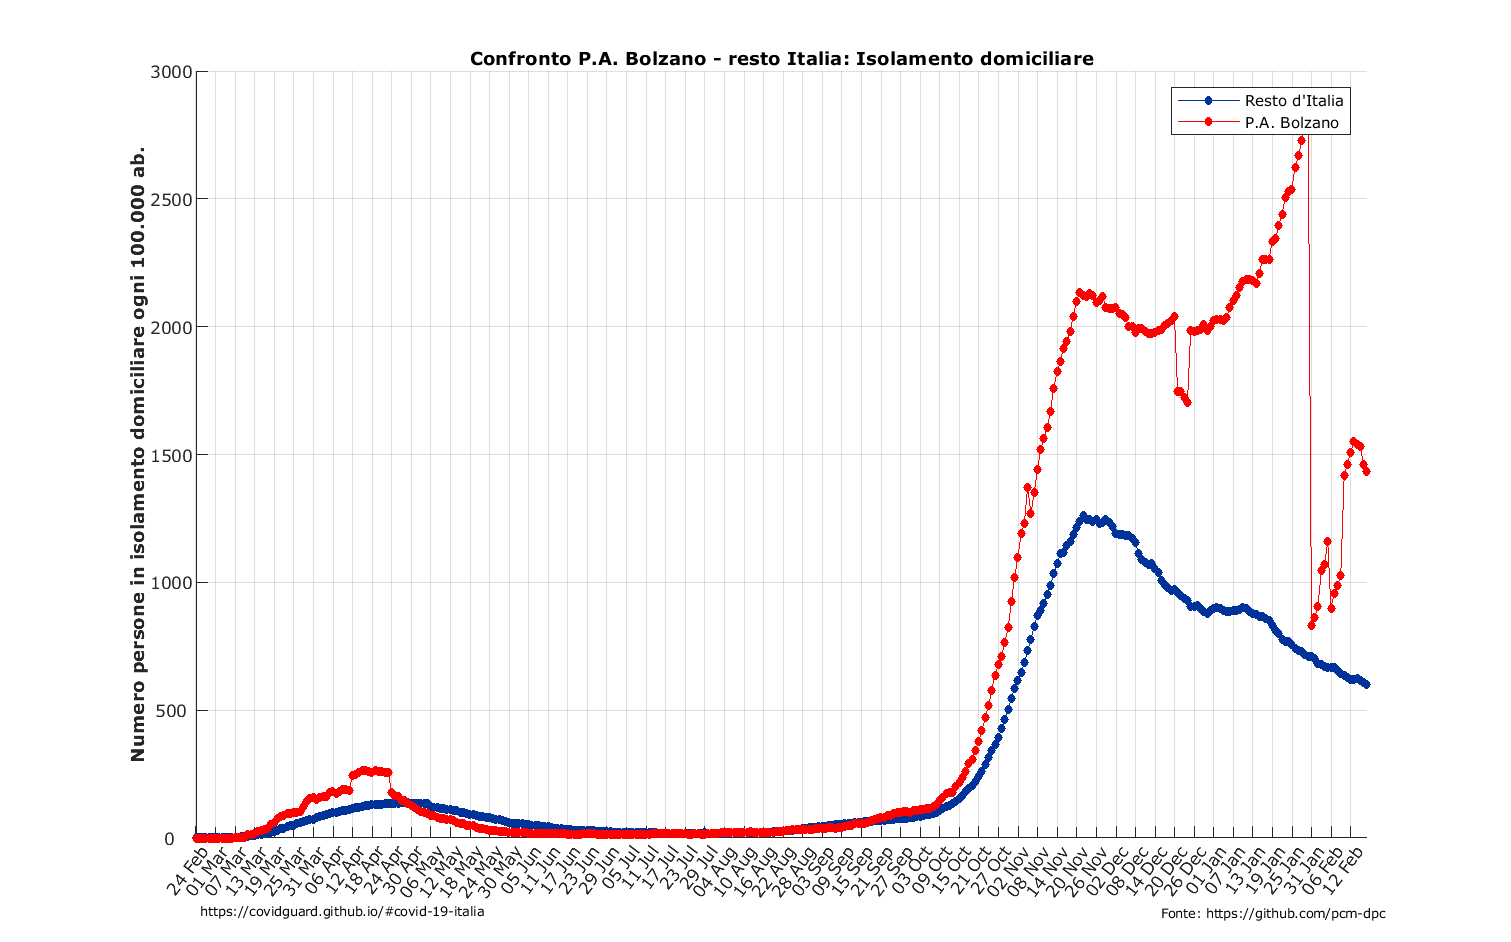 Confronto P.A. Bolzano - resto Italia: Isolamento domiciliare
Resto d'Italia
P.A. Bolzano
Numero persone in isolamento domiciliare ogni 100.000 ab.
3000
2500
2000
1500
1000
500
0
24 Feb
01 Mar
07 Mar
13 Mar
19 Mar
25 Mar
31 Mar
06 Apr
12 Apr
18 Apr
24 Apr
30 Apr
06 May
12 May
18 May
24 May
30 May
05 Jun
11 Jun
17 Jun
23 Jun
29 Jun
05 Jul
11 Jul
17 Jul
23 Jul
29 Jul
04 Aug
10 Aug
16 Aug
22 Aug
28 Aug
03 Sep
09 Sep
15 Sep
21 Sep
27 Sep
03 Oct
09 Oct
15 Oct
21 Oct
27 Oct
02 Nov
08 Nov
14 Nov
20 Nov
26 Nov
02 Dec
08 Dec
14 Dec
20 Dec
26 Dec
01 Jan
07 Jan
13 Jan
19 Jan
25 Jan
31 Jan
06 Feb
12 Feb
https://covidguard.github.io/#covid-19-italia
Fonte: https://github.com/pcm-dpc